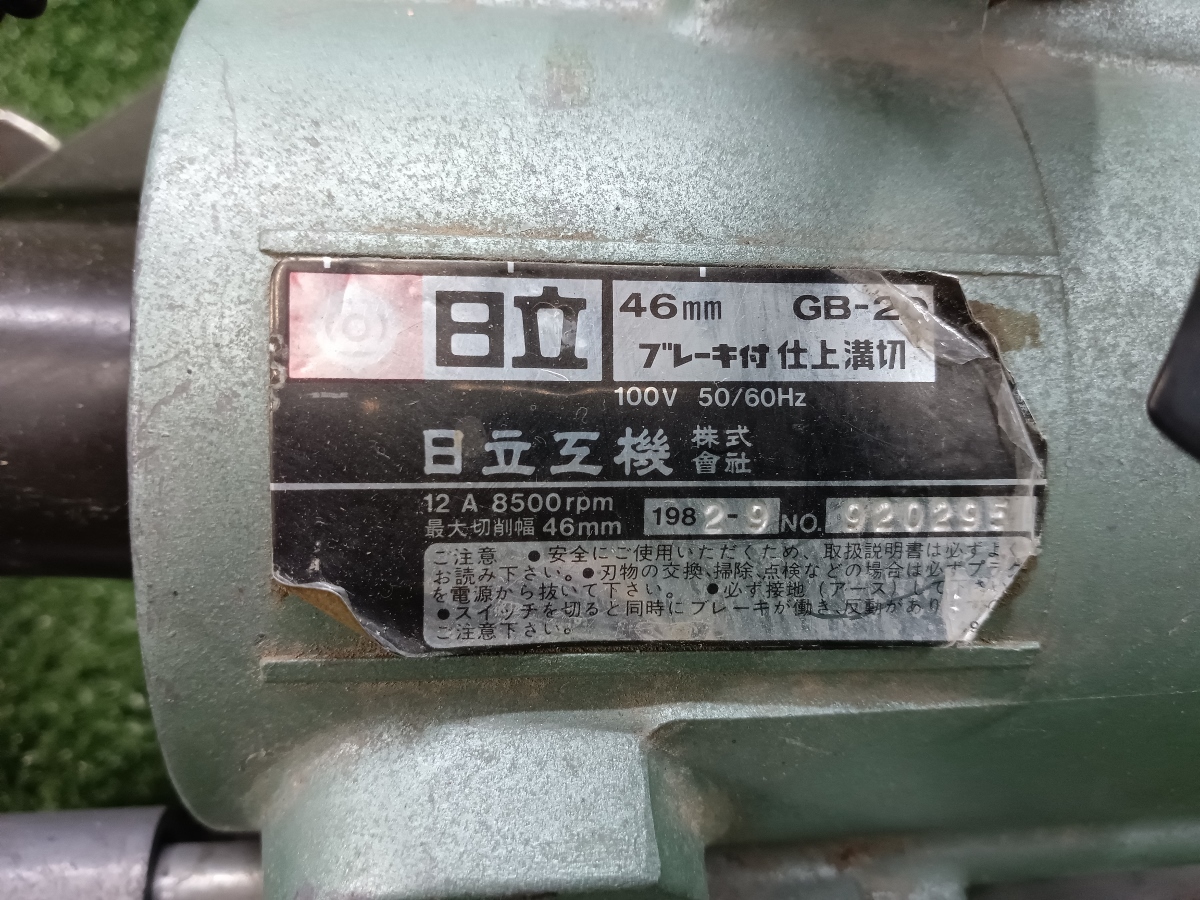 日立
46mm GB-20
ブレーキ付 仕上溝切
100V 50/60Hz
日立工機 株式會社
12 A 8500rpm
最大切削幅 46mm
1982-9 NO. 920295
ご注意 ●安全にご使用いただくため、取扱説明書は必ずよく
お読み下さい。●刃物の交換、掃除、点検などの場合は必ずプラ
を電源から抜いて下さい。●必ず接地(アース)して
●スイッチを切ると同時にブレーキが働き、反動があり
ご注意下さい。